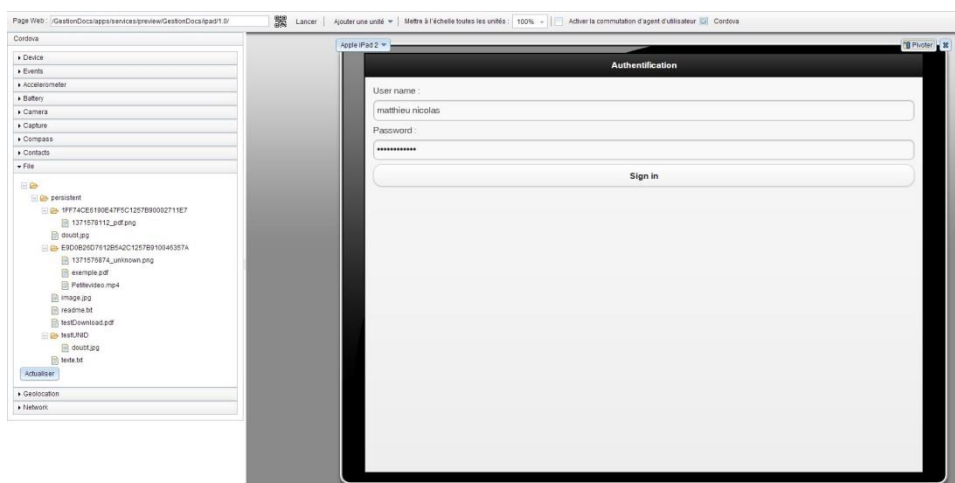 Page Web : /GestionDocs/apps/services/preview/GestionDocs/ipad/1.0/ Lancer Ajouter une unité Mettre à l'échelle toutes les unités : 100% Activer la commutation d'agent d'utilisateur Cordova
Cordova
Device
Events
Accelerometer
Battery
Camera
Capture
Compass
Contacts
File
persistent
1FF74CE6190E47F5C1257B90002711E7
1371578112_pdf.png
doubt.jpg
E9D0B26D7612B5A2C1257B910046357A
1371576874_unknown.png
exemple.pdf
Petitevideo.mp4
image.jpg
readme.txt
testDownload.pdf
testUNID
doubt.jpg
texte.txt
Actualiser
Geolocation
Network
Apple iPad 2 Pivoter
Authentification
User name :
matthieu nicolas
Password :
••••••••••••
Sign in